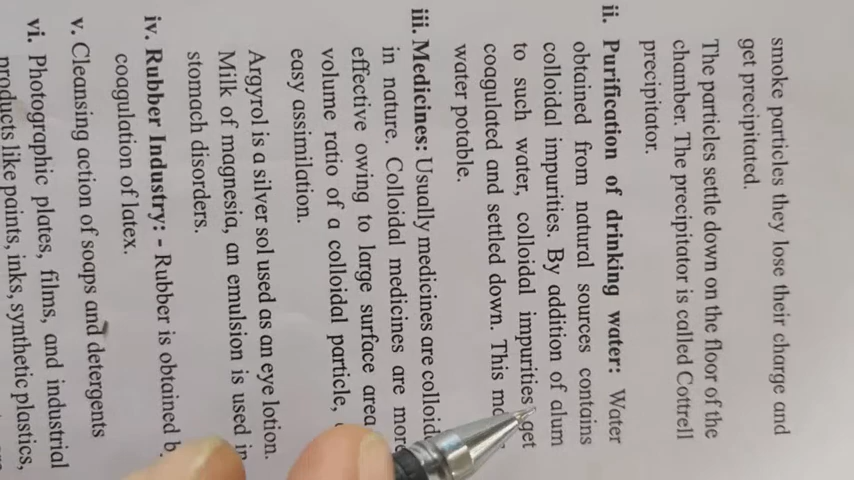 smoke particles they lose their charge and
get precipitated.
The particles settle down on the floor of the
chamber. The precipitator is called Cottrell
precipitator.
ii. Purification of drinking water: Water
obtained from natural sources contains
colloidal impurities. By addition of alum
to such water, colloidal impurities get
coagulated and settled down. This
water potable.
iii. Medicines: Usually medicines are
in nature. Colloidal medicines are more
effective owing to large surface area
volume ratio of a colloidal particle,
easy assimilation.
Argyrol is a silver sol used as an eye lotion.
Milk of magnesia, an emulsion is used in
stomach disorders.
iv. Rubber Industry: - Rubber is obtained
coagulation of latex.
v. Cleansing action of soaps and detergents
vi. Photographic plates, films, and industrial
products like paints, inks, synthetic plastics,